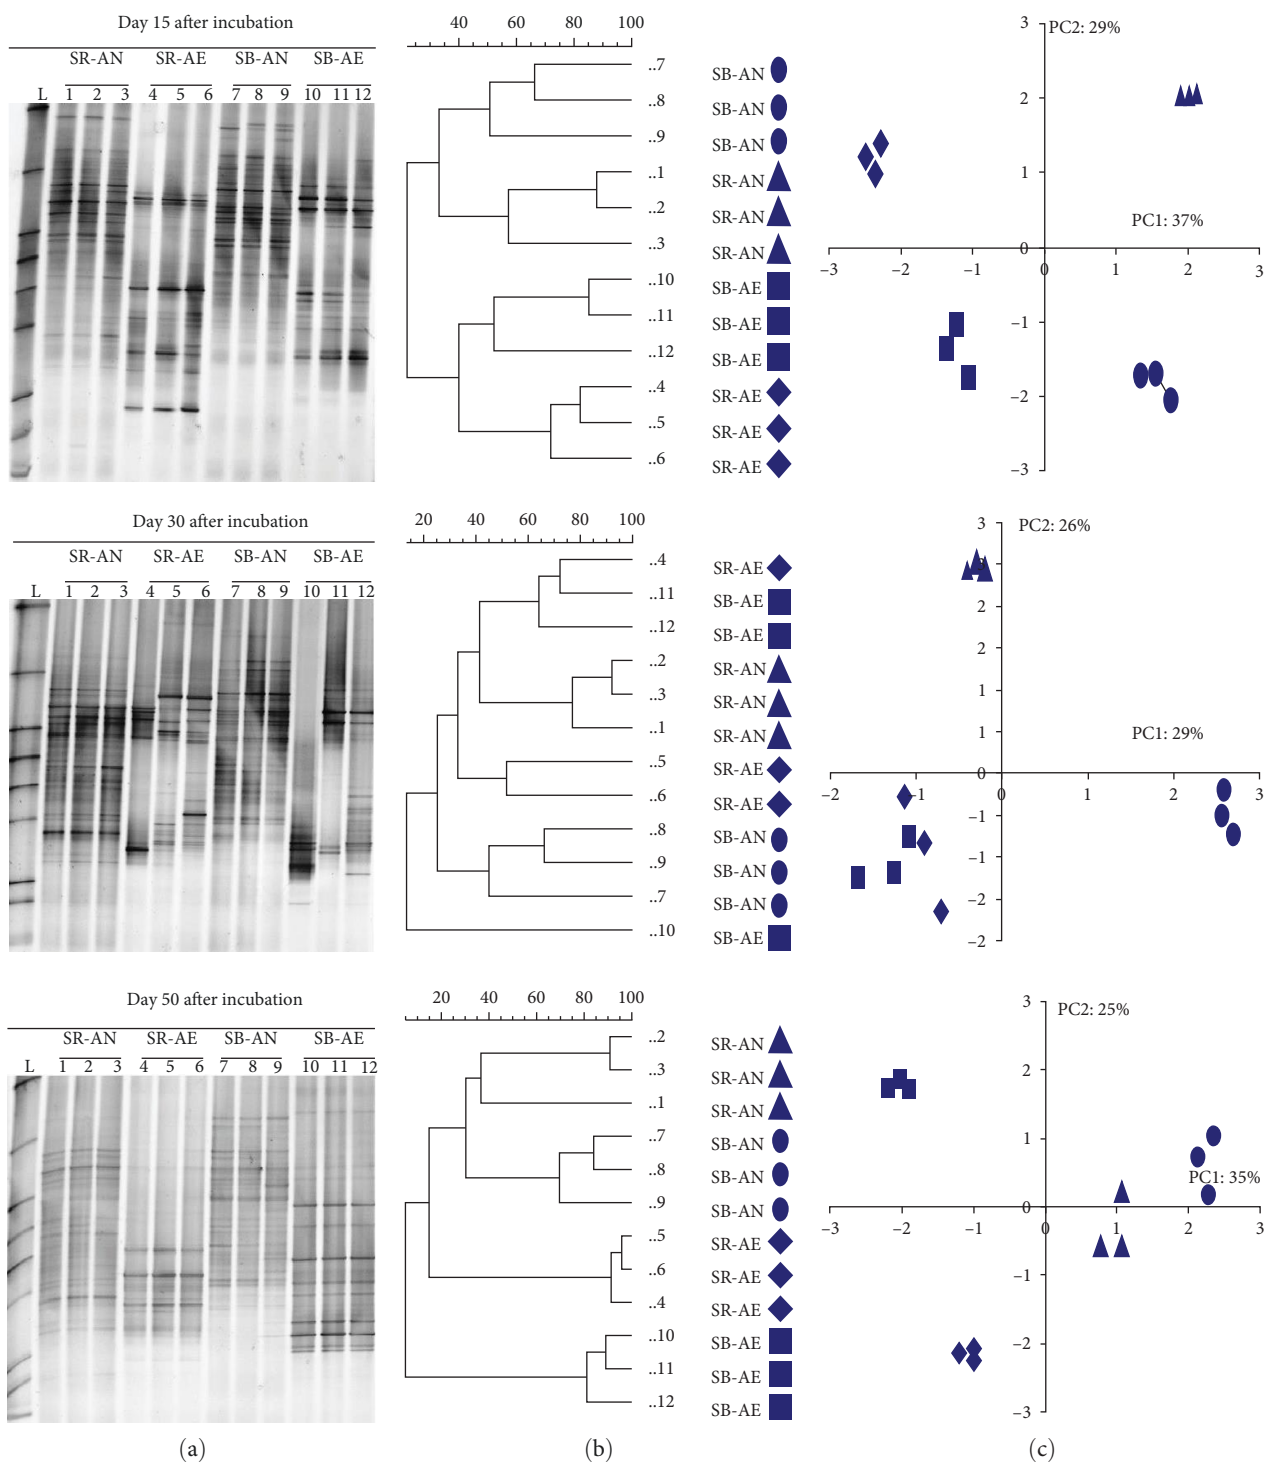 Day 15 after incubation
SR-AN SR-AE SB-AN SB-AE
L 1 2 3 4 5 6 7 8 9 10 11 12
40 60 80 100
..7 SB-AN
..8 SB-AN
..9 SB-AN
..1 SR-AN
..2 SR-AN
..3 SR-AN
..10 SB-AE
..11 SB-AE
..12 SB-AE
..4 SR-AE
..5 SR-AE
..6 SR-AE
PC2: 29%
PC1: 37%
3
2
1
0
−1
−2
−3
−3 −2 −1 0 1 2 3
Day 30 after incubation
SR-AN SR-AE SB-AN SB-AE
L 1 2 3 4 5 6 7 8 9 10 11 12
20 40 60 80 100
..4 SR-AE
..11 SB-AE
..12 SB-AE
..2 SR-AN
..3 SR-AN
..1 SR-AN
..5 SR-AE
..6 SR-AE
..8 SB-AN
..9 SB-AN
..7 SB-AN
..10 SB-AE
PC2: 26%
PC1: 29%
3
2
2
1
1
0
−1
−1
−2
−2
−2 −1 0 1 2 3
Day 50 after incubation
SR-AN SR-AE SB-AN SB-AE
L 1 2 3 4 5 6 7 8 9 10 11 12
20 40 60 80 100
..2 SR-AN
..3 SR-AN
..1 SR-AN
..7 SB-AN
..8 SB-AN
..9 SB-AN
..5 SR-AE
..6 SR-AE
..4 SR-AE
..10 SB-AE
..11 SB-AE
..12 SB-AE
PC2: 25%
PC1: 35%
3
2
1
0
−1
−2
−3
−3 −2 −1 0 1 2 3
(a) (b) (c)